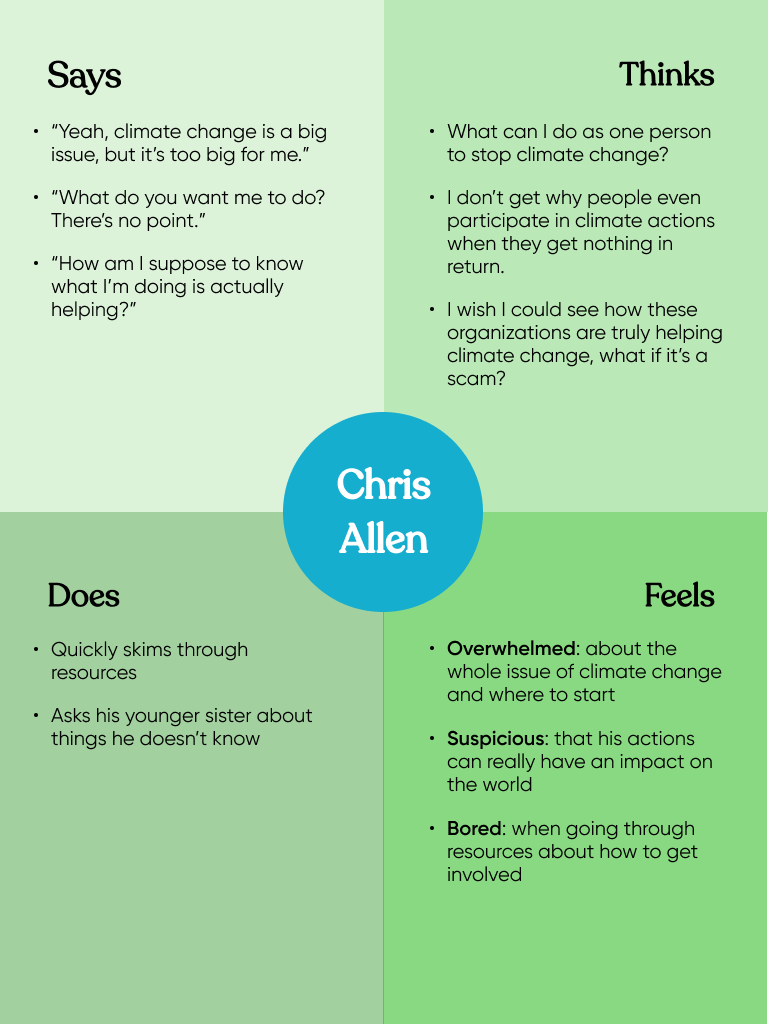 Says
• “Yeah, climate change is a big
issue, but it’s too big for me.”
• “What do you want me to do?
There’s no point.”
• “How am I suppose to know
what I’m doing is actually
helping?”
Thinks
• What can I do as one person
to stop climate change?
• I don’t get why people even
participate in climate actions
when they get nothing in
return.
• I wish I could see how these
organizations are truly helping
climate change, what if it’s a
scam?
Chris
Allen
Does
• Quickly skims through
resources
• Asks his younger sister about
things he doesn’t know
Feels
• Overwhelmed: about the
whole issue of climate change
and where to start
• Suspicious: that his actions
can really have an impact on
the world
• Bored: when going through
resources about how to get
involved